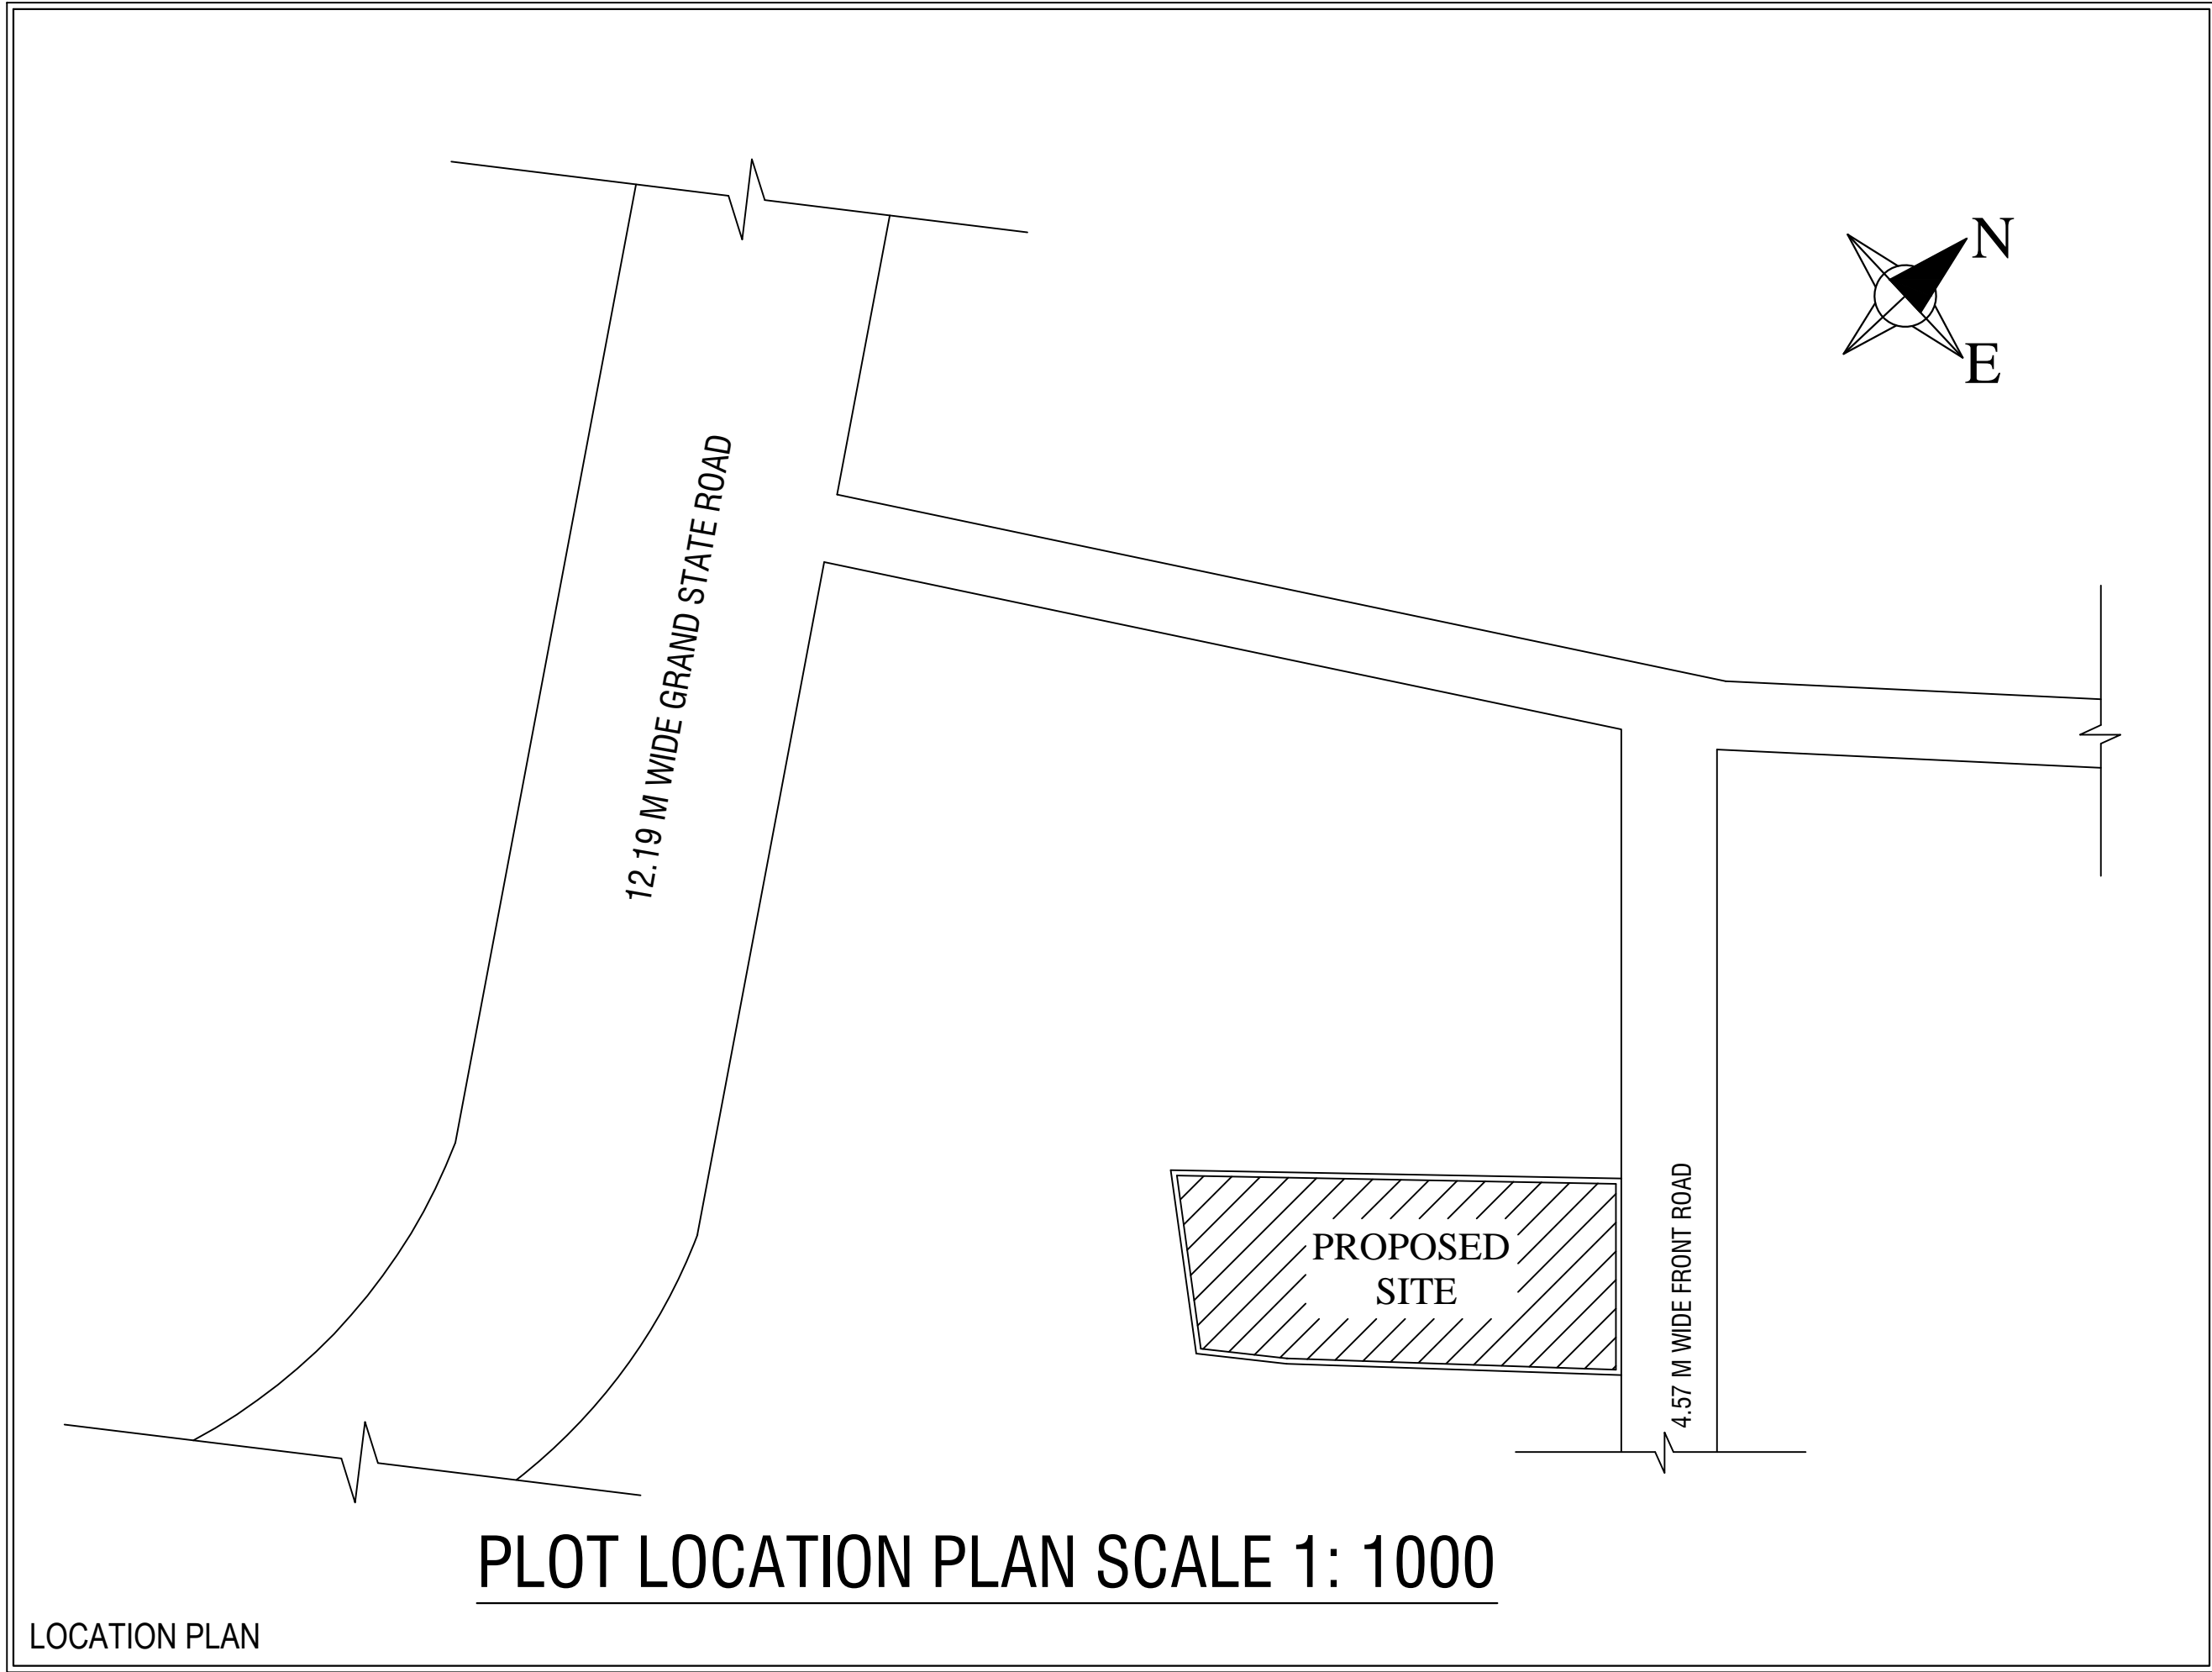 N
E
12.19 M WIDE GRAND STATE ROAD
PROPOSED
SITE
4.57 M WIDE FRONT ROAD
PLOT LOCATION PLAN SCALE 1: 1000
LOCATION PLAN